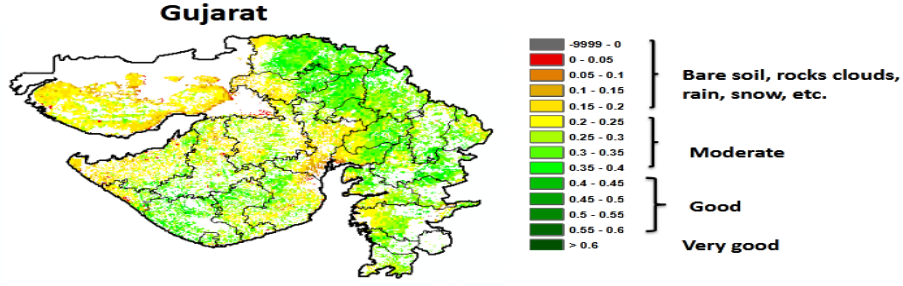 Gujarat
-9999 - 0
0 - 0.05
0.05 - 0.1
0.1 - 0.15
0.15 - 0.2
0.2 - 0.25
0.25 - 0.3
0.3 - 0.35
0.35 - 0.4
0.4 - 0.45
0.45 - 0.5
0.5 - 0.55
0.55 - 0.6
> 0.6
Bare soil, rocks clouds,
rain, snow, etc.
Moderate
Good
Very good